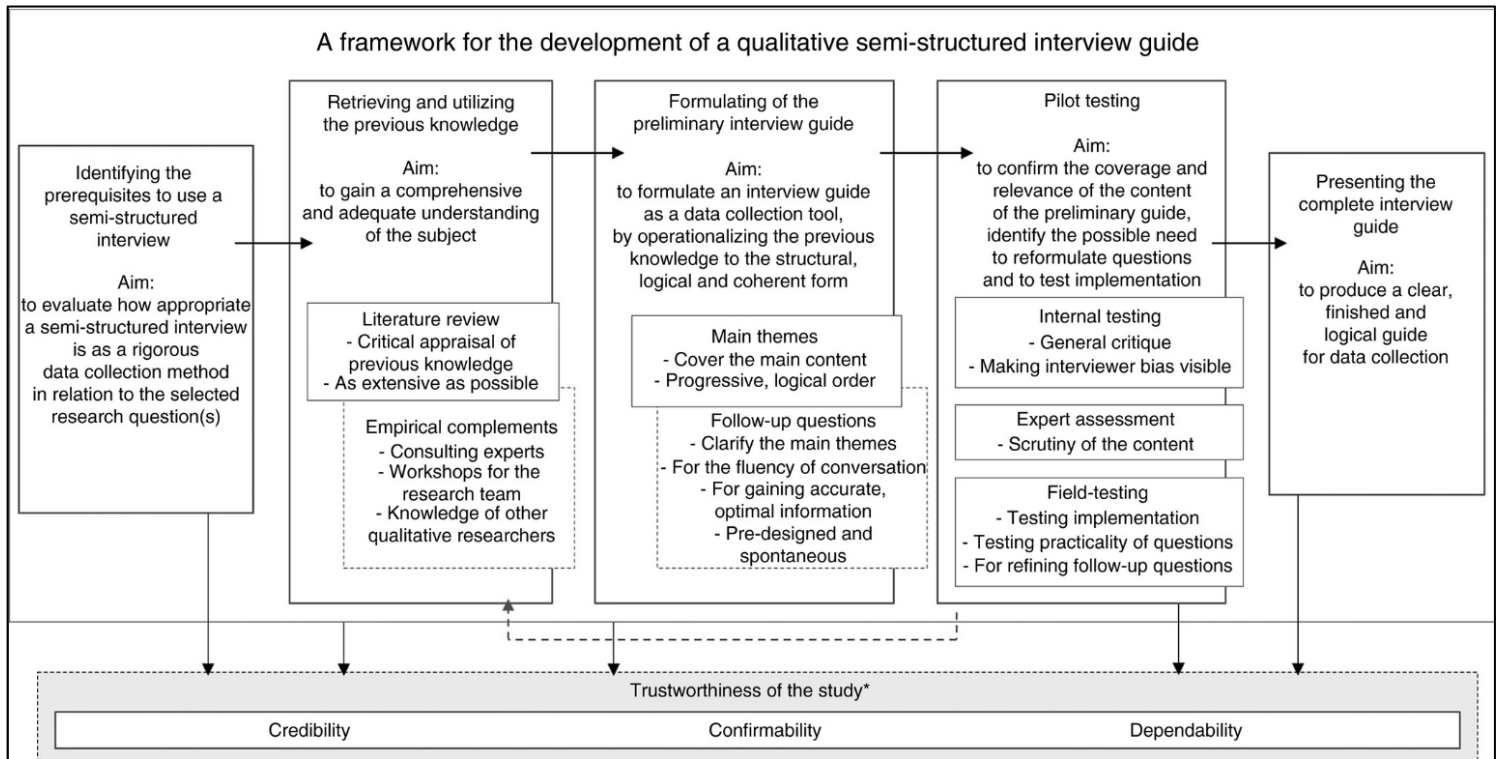 A framework for the development of a qualitative semi-structured interview guide
Identifying the
prerequisites to use a
semi-structured
interview
Aim:
to evaluate how appropriate
a semi-structured interview
is as a rigorous
data collection method
in relation to the selected
research question(s)
Retrieving and utilizing
the previous knowledge
Aim:
to gain a comprehensive
and adequate understanding
of the subject
Literature review
- Critical appraisal of
previous knowledge
- As extensive as possible
Empirical complements
- Consulting experts
- Workshops for the
research team
- Knowledge of other
qualitative researchers
Formulating of the
preliminary interview guide
Aim:
to formulate an interview guide
as a data collection tool,
by operationalizing the previous
knowledge to the structural,
logical and coherent form
Main themes
- Cover the main content
- Progressive, logical order
Follow-up questions
- Clarify the main themes
- For the fluency of conversation
- For gaining accurate,
optimal information
- Pre-designed and
spontaneous
Pilot testing
Aim:
to confirm the coverage and
relevance of the content
of the preliminary guide,
identify the possible need
to reformulate questions
and to test implementation
Internal testing
- General critique
- Making interviewer bias visible
Expert assessment
- Scrutiny of the content
Field-testing
- Testing implementation
- Testing practicality of questions
- For refining follow-up questions
Presenting the
complete interview
guide
Aim:
to produce a clear,
finished and
logical guide
for data collection
Trustworthiness of the study*
Credibility
Confirmability
Dependability